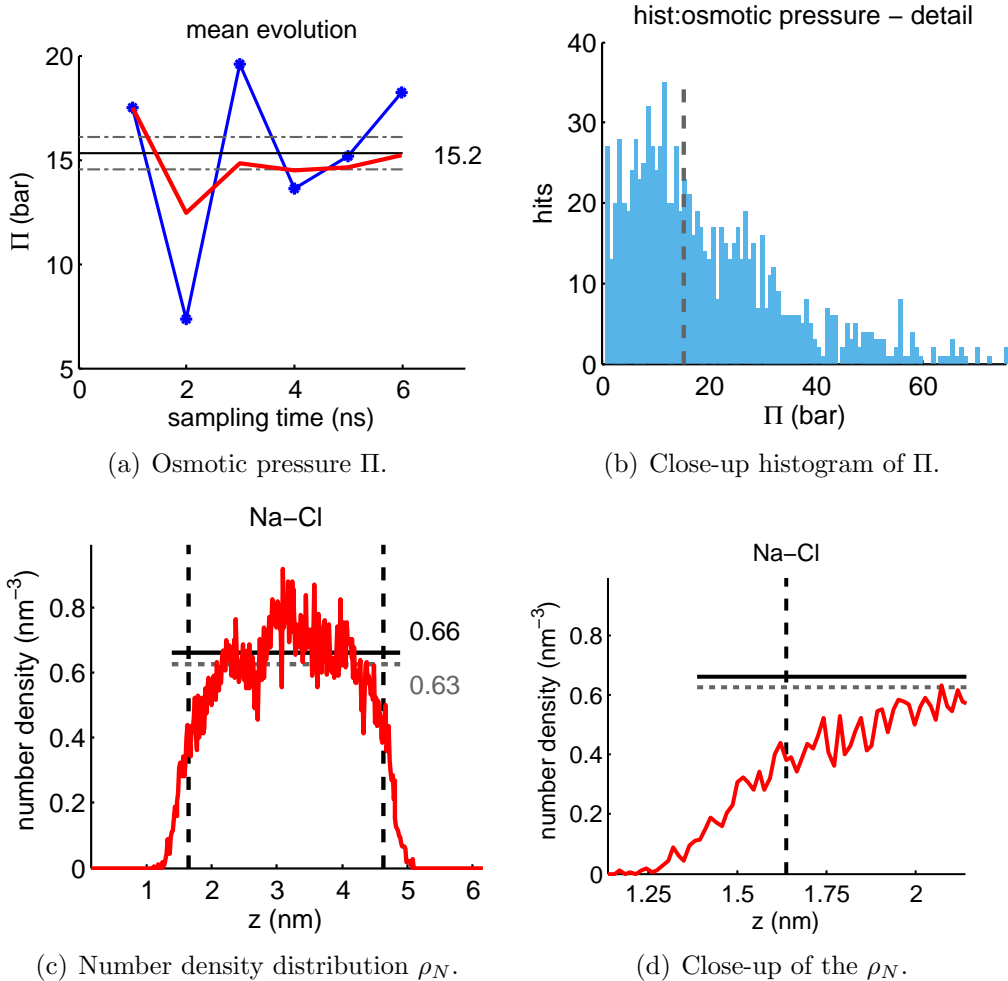 mean evolution
20
15
10
5
0
2
4
6
15.2
Π (bar)
sampling time (ns)
(a) Osmotic pressure Π.
hist:osmotic pressure – detail
40
30
20
10
0
0
20
40
60
hits
Π (bar)
(b) Close-up histogram of Π.
Na–Cl
0.8
0.6
0.4
0.2
0
1
2
3
4
5
6
0.66
0.63
number density (nm⁻³)
z (nm)
(c) Number density distribution ρ_N.
Na–Cl
0.8
0.6
0.4
0.2
0
1.25
1.5
1.75
2
number density (nm⁻³)
z (nm)
(d) Close-up of the ρ_N.